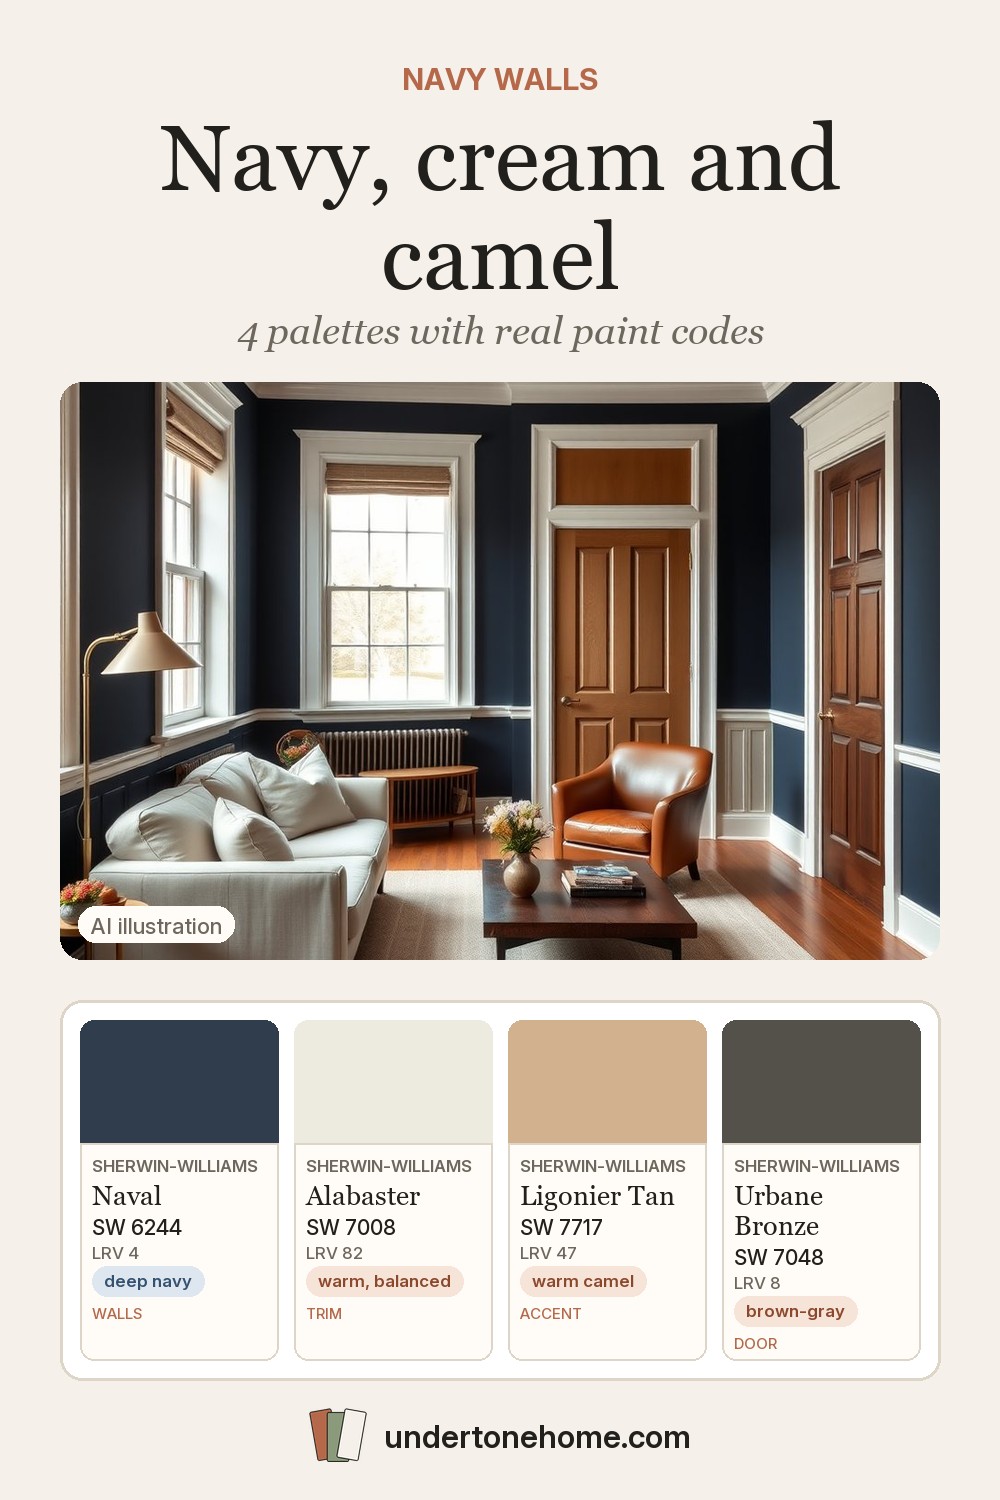 NAVY WALLS
Navy, cream and
camel
4 palettes with real paint codes
AI illustration
SHERWIN-WILLIAMS
Naval
SW 6244
LRV 4
deep navy
WALLS
SHERWIN-WILLIAMS
Alabaster
SW 7008
LRV 82
warm, balanced
TRIM
SHERWIN-WILLIAMS
Ligonier Tan
SW 7717
LRV 47
warm camel
ACCENT
SHERWIN-WILLIAMS
Urbane
Bronze
SW 7048
LRV 8
brown-gray
DOOR
undertonehome.com